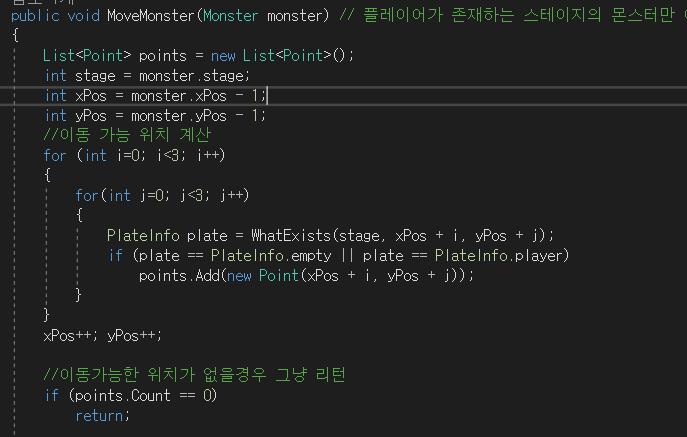 public void MoveMonster(Monster monster) // 플레이어가 존재하는 스테이지의 몬스터만
{
List<Point> points = new List<Point>();
int stage = monster.stage;
int xPos = monster.xPos - 1;
int yPos = monster.yPos - 1;
//이동 가능 위치 계산
for (int i=0; i<3; i++)
{
for(int j=0; j<3; j++)
{
PlateInfo plate = WhatExists(stage, xPos + i, yPos + j);
if (plate == PlateInfo.empty || plate == PlateInfo.player)
points.Add(new Point(xPos + i, yPos + j));
}
}
xPos++; yPos++;
//이동가능한 위치가 없을경우 그냥 리턴
if (points.Count == 0)
return;